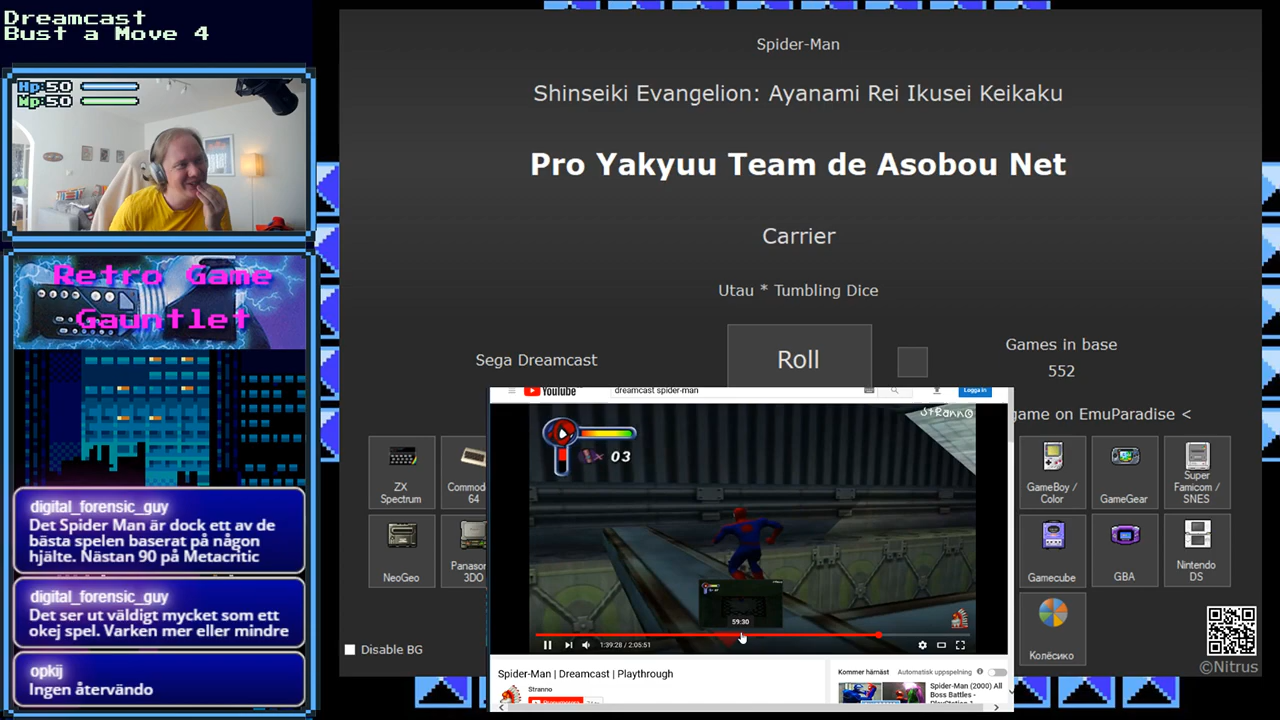 Dreamcast
Bust a Move 4
Hp:50
Mp:50
Retro Game
Gauntlet
digital_forensic_guy
Det Spider Man är dock ett av de
bästa spelen baserat på någon
hjälte. Nästan 90 på Metacritic
digital_forensic_guy
Det ser ut väldigt mycket som ett
okej spel. Varken mer eller mindre
opkij
Ingen återvändo
Spider-Man
Shinseiki Evangelion: Ayanami Rei Ikusei Keikaku
Pro Yakyuu Team de Asobou Net
Carrier
Utau * Tumbling Dice
Sega Dreamcast
Roll
Games in base
552
game on EmuParadise <
ZX
Spectrum
Commod
64
NeoGeo
Panaso
3DO
GameBoy /
Color
GameGear
Super
Famicom /
SNES
Gamecube
GBA
Nintendo
DS
Колёсико
Disable BG
©Nitrus
YouTube
dreamcast spider-man
Logga in
Stranno
× 03
59:30
1:39:28 / 2:05:51
Spider-Man | Dreamcast | Playthrough
Stranno
Kommer härnäst
Automatisk uppspelning
Spider-Man (2000) All
Boss Battles -